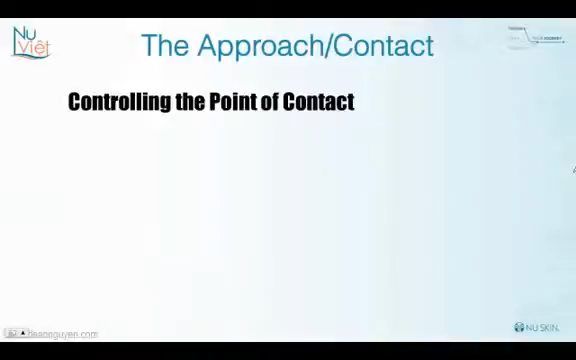 Nu
Việt
The Approach/Contact
Controlling the Point of Contact
NU SKIN.